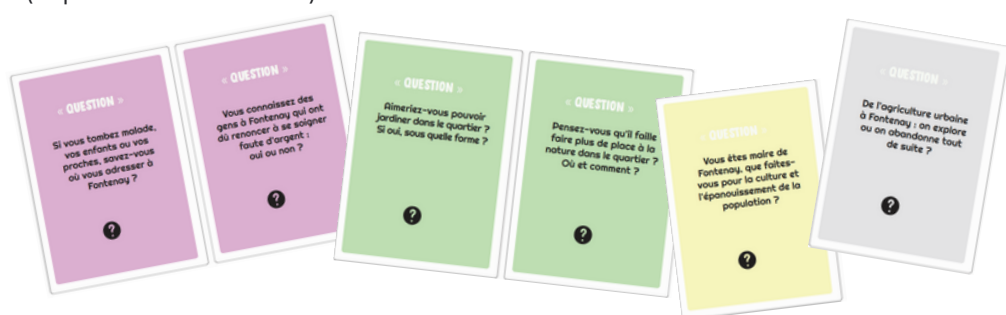 « QUESTION »
Si vous tombez malade,
vos enfants ou vos
proches, savez-vous
où vous adresser à
Fontenay ?
?
« QUESTION »
Vous connaissez des
gens à Fontenay qui ont
dû renoncer à se soigner
faute d'argent :
oui ou non ?
?
« QUESTION »
Aimeriez-vous pouvoir
jardiner dans le quartier ?
Si oui, sous quelle forme ?
?
« QUESTION »
Pensez-vous qu'il faille
faire plus de place à la
nature dans le quartier ?
Où et comment ?
?
« QUESTION »
Vous êtes maire de
Fontenay, que faites-
vous pour la culture et
l'épanouissement de la
population ?
?
« QUESTION »
De l'agriculture urbaine
à Fontenay : on explore
ou on abandonne tout
de suite ?
?